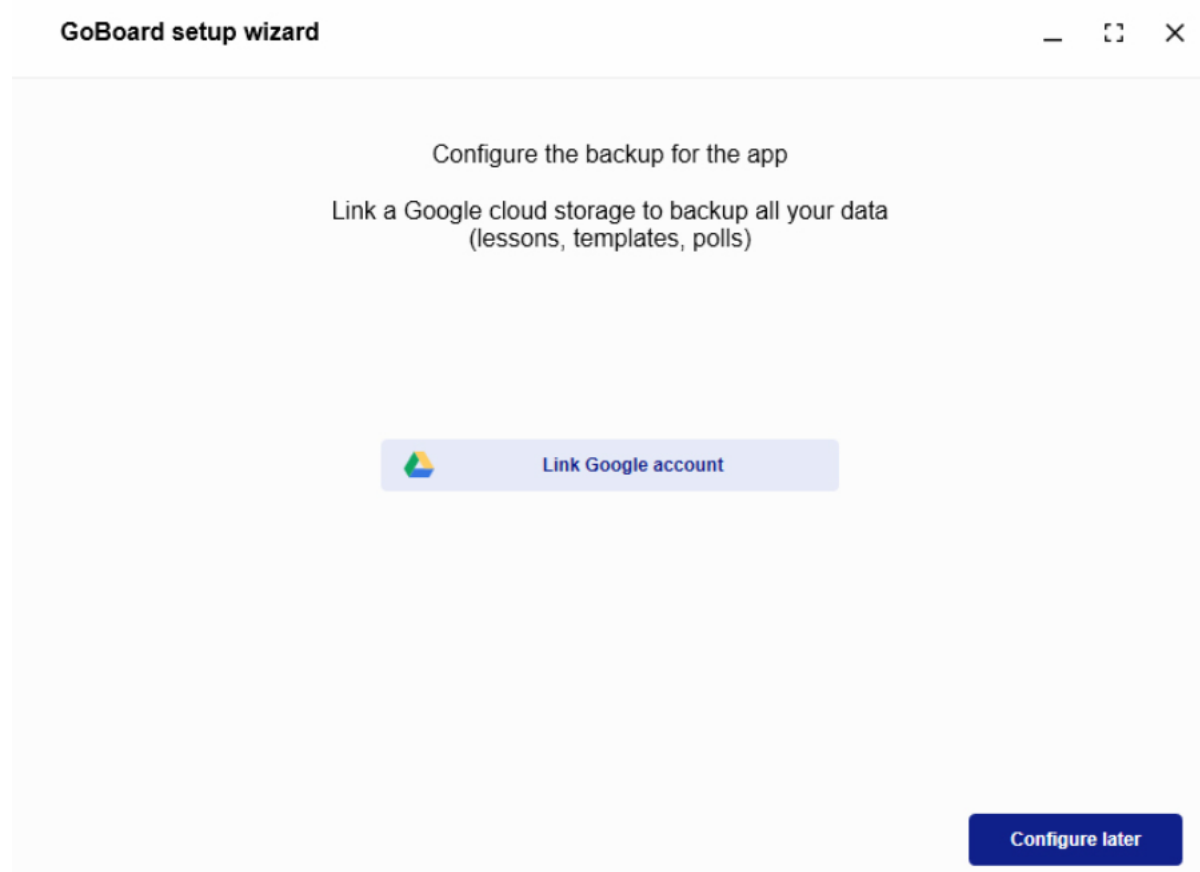 GoBoard setup wizard
Configure the backup for the app
Link a Google cloud storage to backup all your data
(lessons, templates, polls)
Link Google account
Configure later